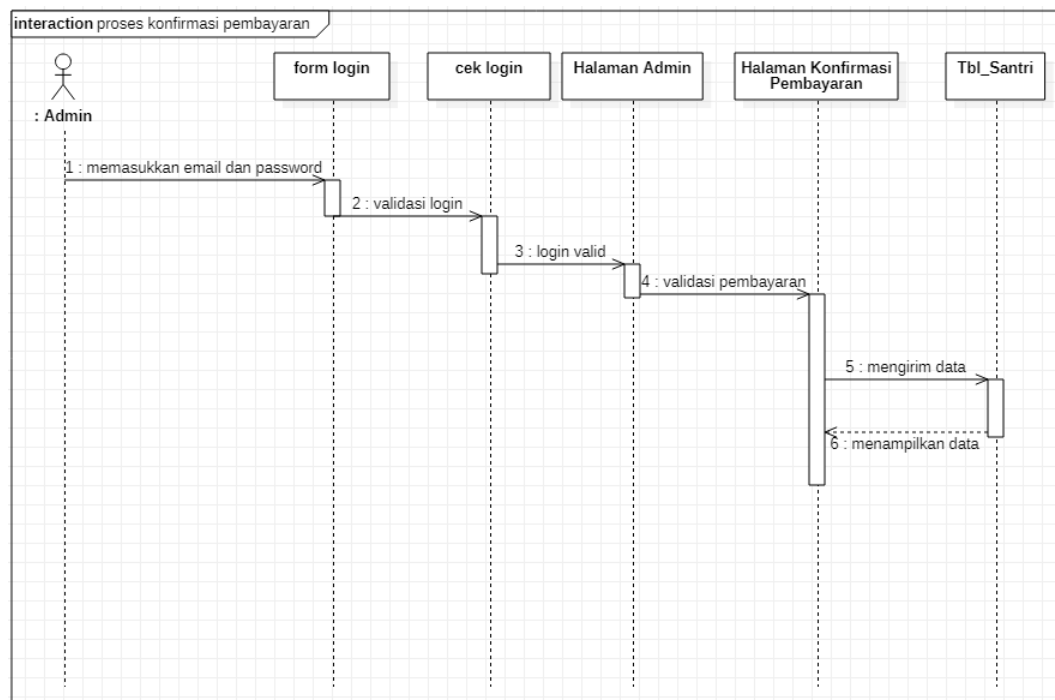 interaction proses konfirmasi pembayaran
: Admin
form login
cek login
Halaman Admin
Halaman Konfirmasi
Pembayaran
Tbl_Santri
1 : memasukkan email dan password
2 : validasi login
3 : login valid
4 : validasi pembayaran
5 : mengirim data
6 : menampilkan data